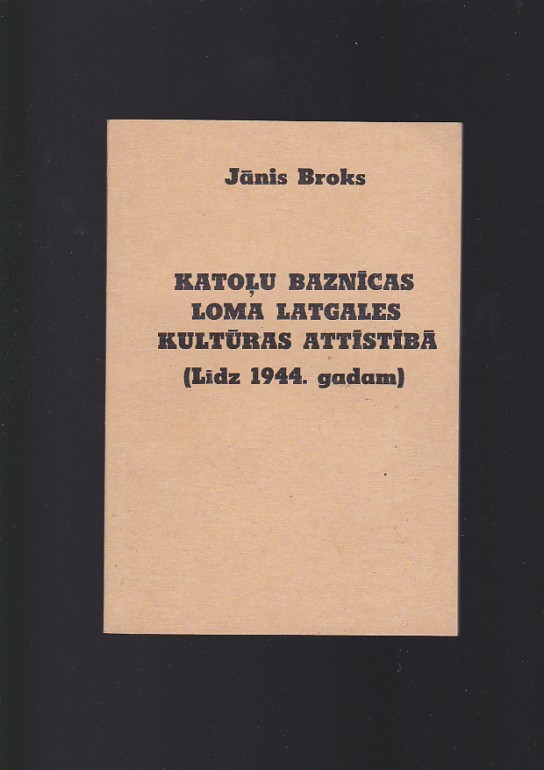 Jānis Broks
KATOĻU BAZNĪCAS
LOMA LATGALES
KULTŪRAS ATTĪSTĪBĀ
(Līdz 1944. gadam)